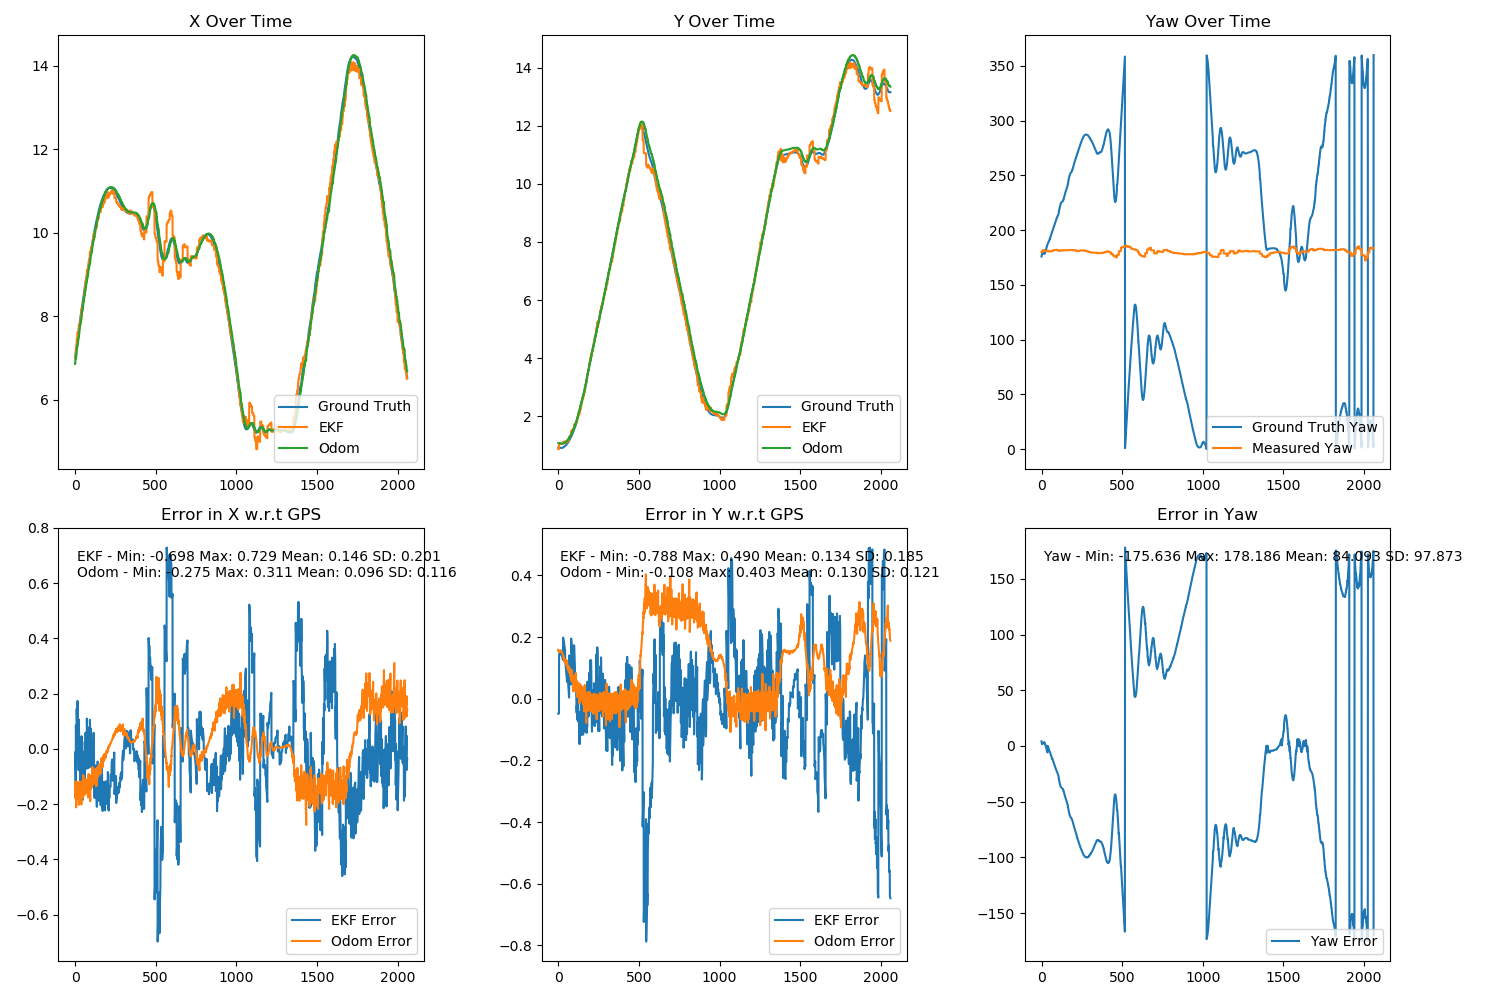 X Over Time
14
12
10
8
6
0 500 1000 1500 2000
Ground Truth
EKF
Odom
Y Over Time
14
12
10
8
6
4
2
0 500 1000 1500 2000
Ground Truth
EKF
Odom
Yaw Over Time
350
300
250
200
150
100
50
0
0 500 1000 1500 2000
Ground Truth Yaw
Measured Yaw
Error in X w.r.t GPS
EKF - Min: -0.698 Max: 0.729 Mean: 0.146 SD: 0.201
Odom - Min: -0.275 Max: 0.311 Mean: 0.096 SD: 0.116
0.8
0.6
0.4
0.2
0.0
−0.2
−0.4
−0.6
0 500 1000 1500 2000
EKF Error
Odom Error
Error in Y w.r.t GPS
EKF - Min: -0.788 Max: 0.490 Mean: 0.134 SD: 0.185
Odom - Min: -0.108 Max: 0.403 Mean: 0.130 SD: 0.121
0.4
0.2
0.0
−0.2
−0.4
−0.6
−0.8
0 500 1000 1500 2000
EKF Error
Odom Error
Error in Yaw
Yaw - Min: -175.636 Max: 178.186 Mean: 84.093 SD: 97.873
150
100
50
0
−50
−100
−150
0 500 1000 1500 2000
Yaw Error